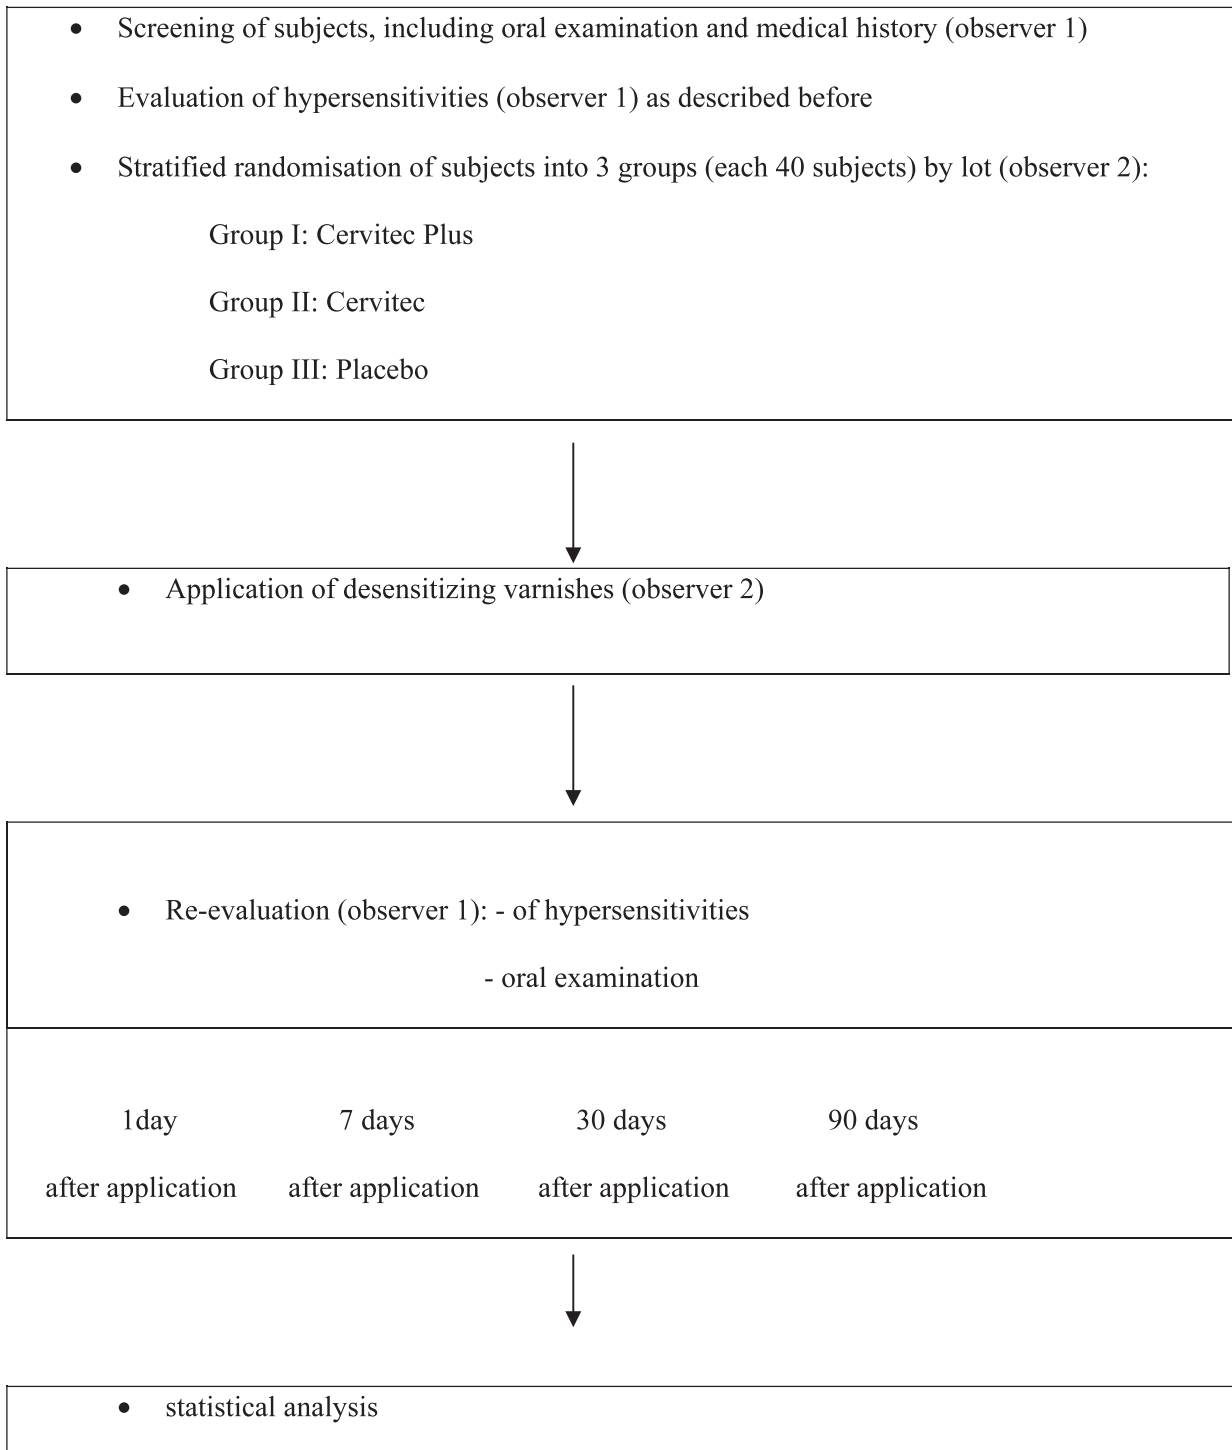 • Screening of subjects, including oral examination and medical history (observer 1)
• Evaluation of hypersensitivities (observer 1) as described before
• Stratified randomisation of subjects into 3 groups (each 40 subjects) by lot (observer 2):
Group I: Cervitec Plus
Group II: Cervitec
Group III: Placebo
• Application of desensitizing varnishes (observer 2)
• Re-evaluation (observer 1): - of hypersensitivities
- oral examination
1day 7 days 30 days 90 days
after application after application after application after application
• statistical analysis